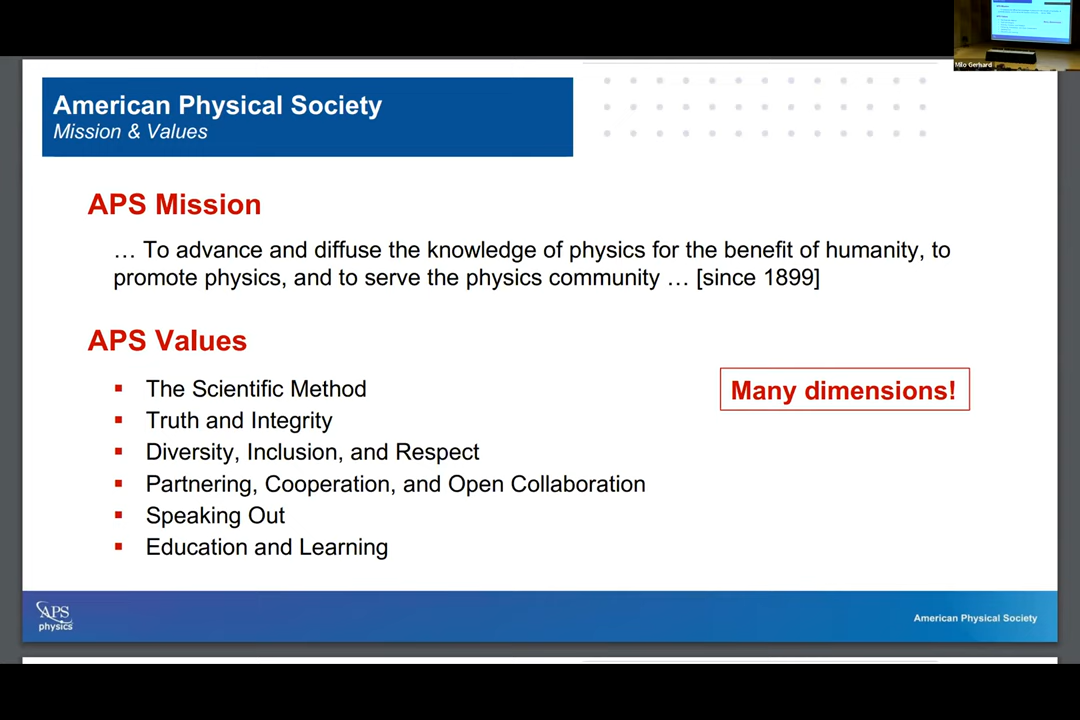 Milo Gerhard
American Physical Society
Mission & Values
APS Mission
… To advance and diffuse the knowledge of physics for the benefit of humanity, to
promote physics, and to serve the physics community … [since 1899]
APS Values
▪ The Scientific Method
▪ Truth and Integrity
▪ Diversity, Inclusion, and Respect
▪ Partnering, Cooperation, and Open Collaboration
▪ Speaking Out
▪ Education and Learning
Many dimensions!
APS
physics
American Physical Society